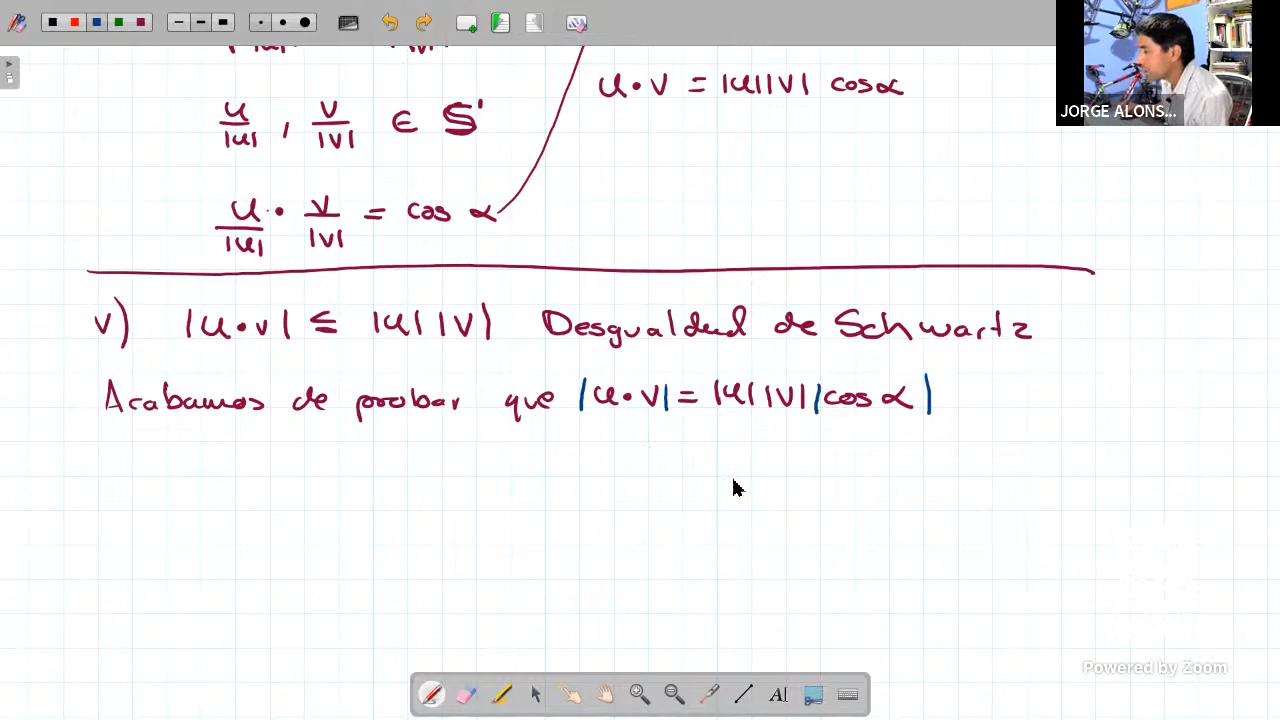 u • v = |u||v| cos α
u/|u| , v/|v| ∈ 𝕊¹
u/|u| • v/|v| = cos α
v) |u•v| ≤ |u| |v| Desgualdad de Schwartz
Acabamos de probar que |u•v| = |u| |v| |cos α|
JORGE ALONS...
Powered by Zoom